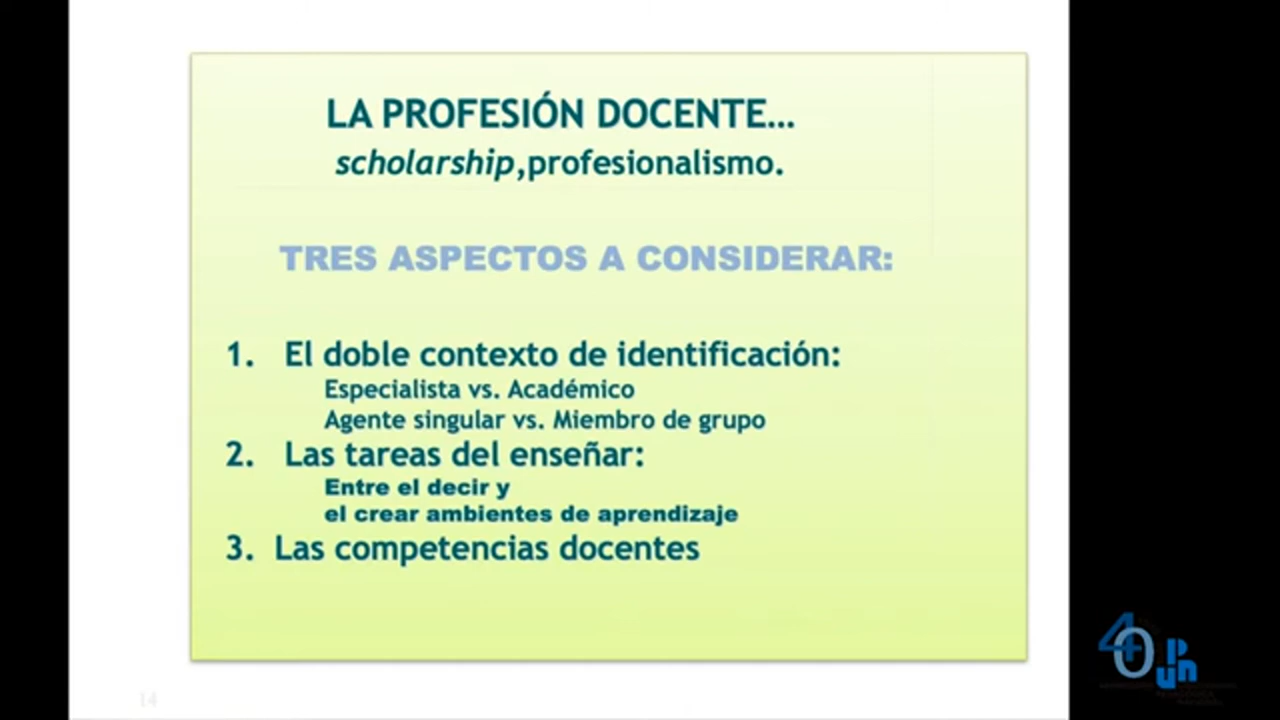 LA PROFESIÓN DOCENTE...
scholarship,profesionalismo.
TRES ASPECTOS A CONSIDERAR:
1. El doble contexto de identificación:
Especialista vs. Académico
Agente singular vs. Miembro de grupo
2. Las tareas del enseñar:
Entre el decir y
el crear ambientes de aprendizaje
3. Las competencias docentes
14
40
upn